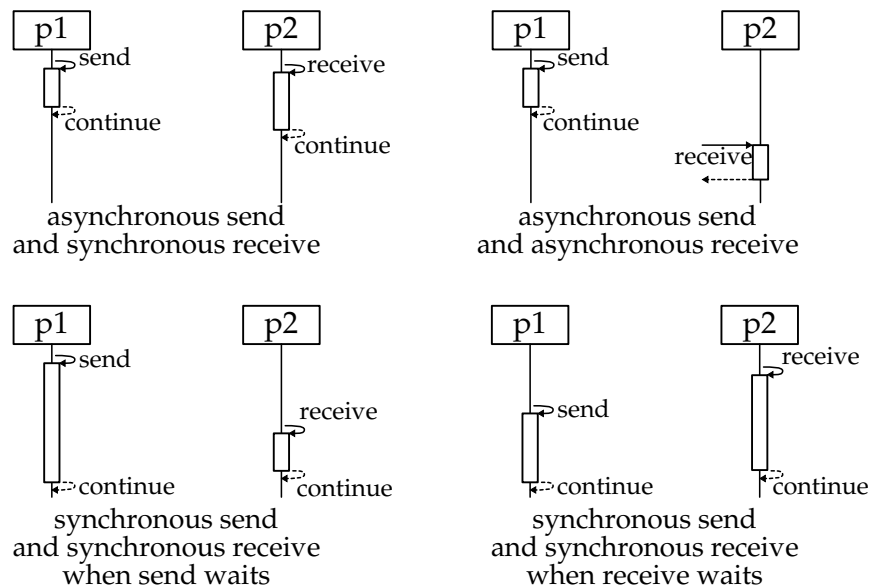 p1
p2
send
receive
continue
continue
asynchronous send
and synchronous receive
p1
p2
send
continue
receive
asynchronous send
and asynchronous receive
p1
p2
send
receive
continue
continue
synchronous send
and synchronous receive
when send waits
p1
p2
receive
send
continue
continue
synchronous send
and synchronous receive
when receive waits